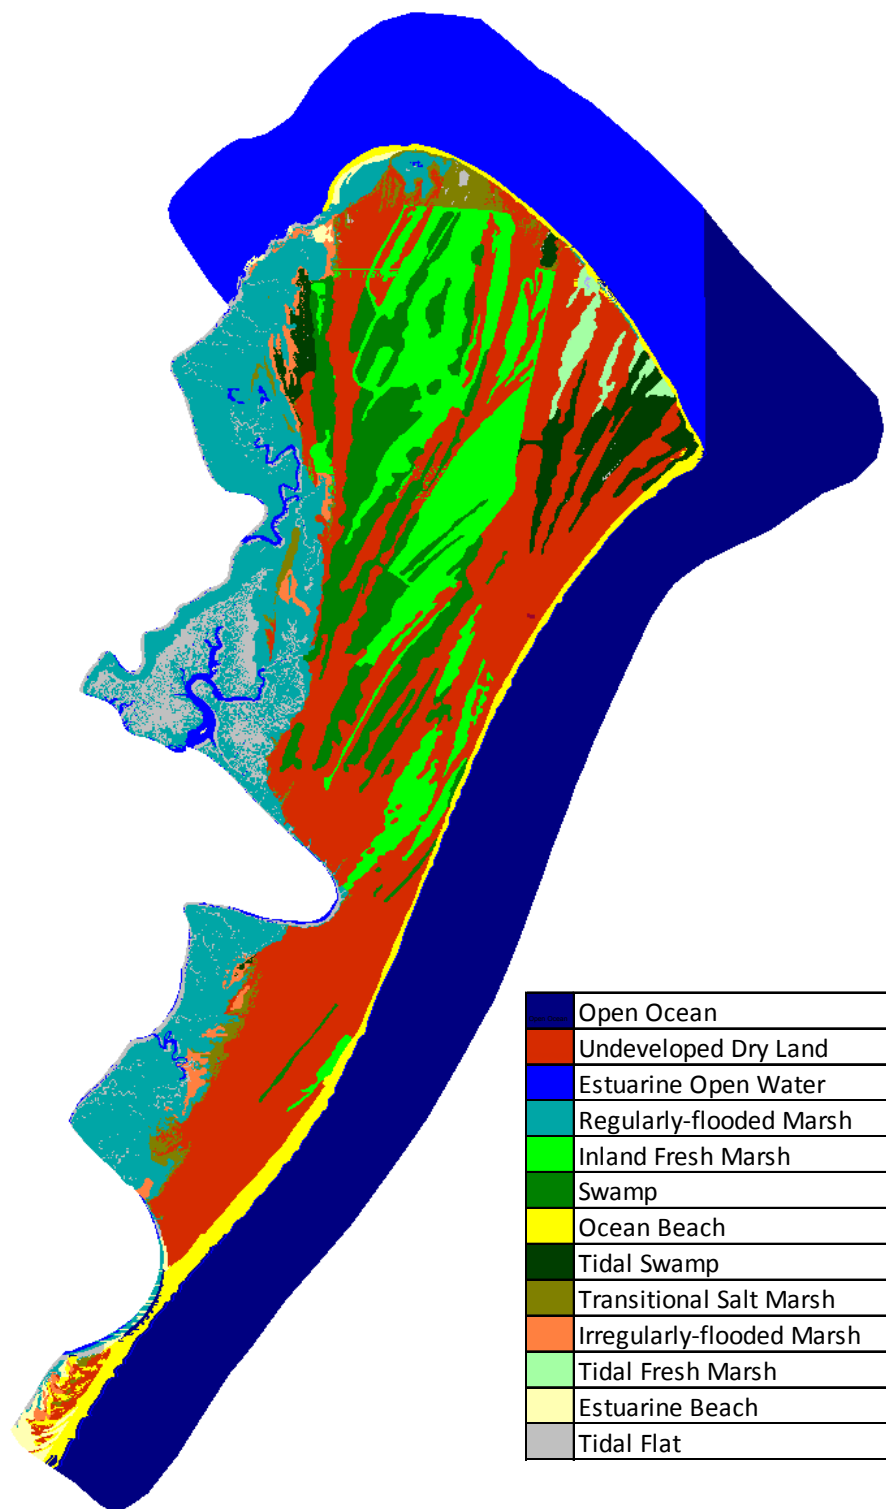 Open Ocean
Undeveloped Dry Land
Estuarine Open Water
Regularly-flooded Marsh
Inland Fresh Marsh
Swamp
Ocean Beach
Tidal Swamp
Transitional Salt Marsh
Irregularly-flooded Marsh
Tidal Fresh Marsh
Estuarine Beach
Tidal Flat